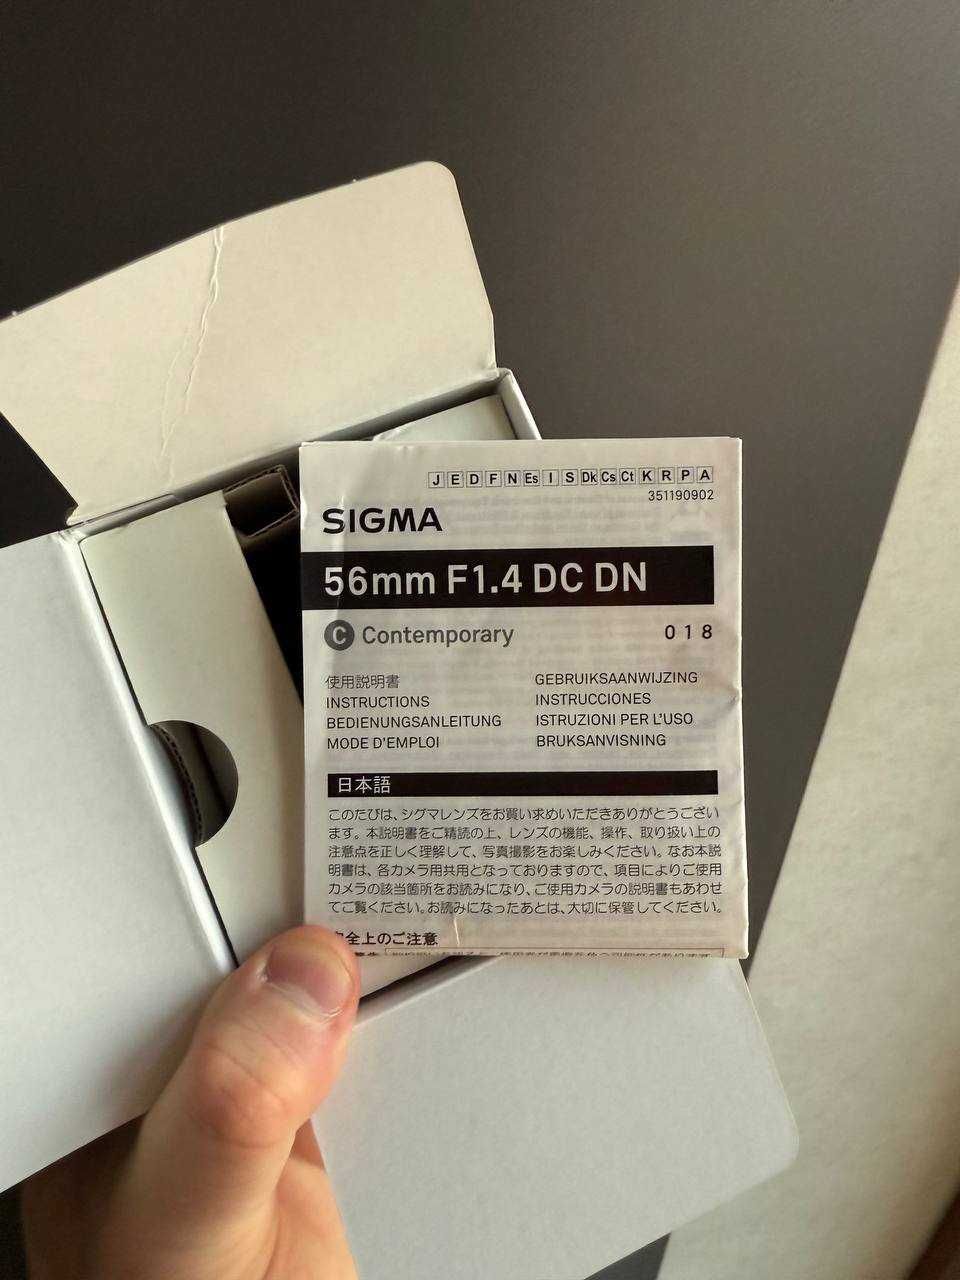 J E D F N Es I S Dk Cs Ct K R P A
351190902
SIGMA
56mm F1.4 DC DN
C Contemporary 018
使用説明書
INSTRUCTIONS
BEDIENUNGSANLEITUNG
MODE D'EMPLOI
GEBRUIKSAANWIJZING
INSTRUCCIONES
ISTRUZIONI PER L'USO
BRUKSANVISNING
日本語
このたびは、シグマレンズをお買い求めいただきありがとうござい
ます。本説明書をご精読の上、レンズの機能、操作、取り扱い上の
注意点を正しく理解して、写真撮影をお楽しみください。なお本説
明書は、各カメラ用共用となっておりますので、項目によりご使用
カメラの該当箇所をお読みになり、ご使用カメラの説明書もあわせ
てご覧ください。お読みになったあとは、大切に保管してください。
全上のご注意